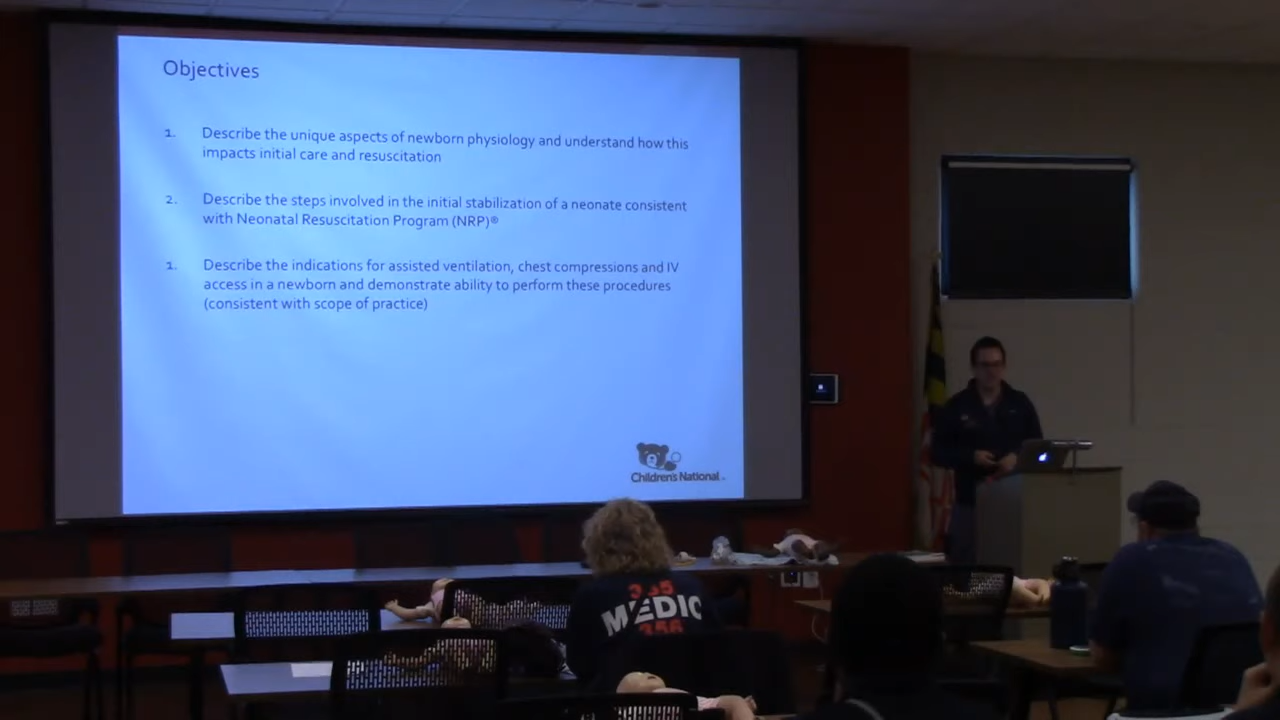 Objectives
1. Describe the unique aspects of newborn physiology and understand how this
impacts initial care and resuscitation
2. Describe the steps involved in the initial stabilization of a neonate consistent
with Neonatal Resuscitation Program (NRP)®
1. Describe the indications for assisted ventilation, chest compressions and IV
access in a newborn and demonstrate ability to perform these procedures
(consistent with scope of practice)
Children's National
MEDIC